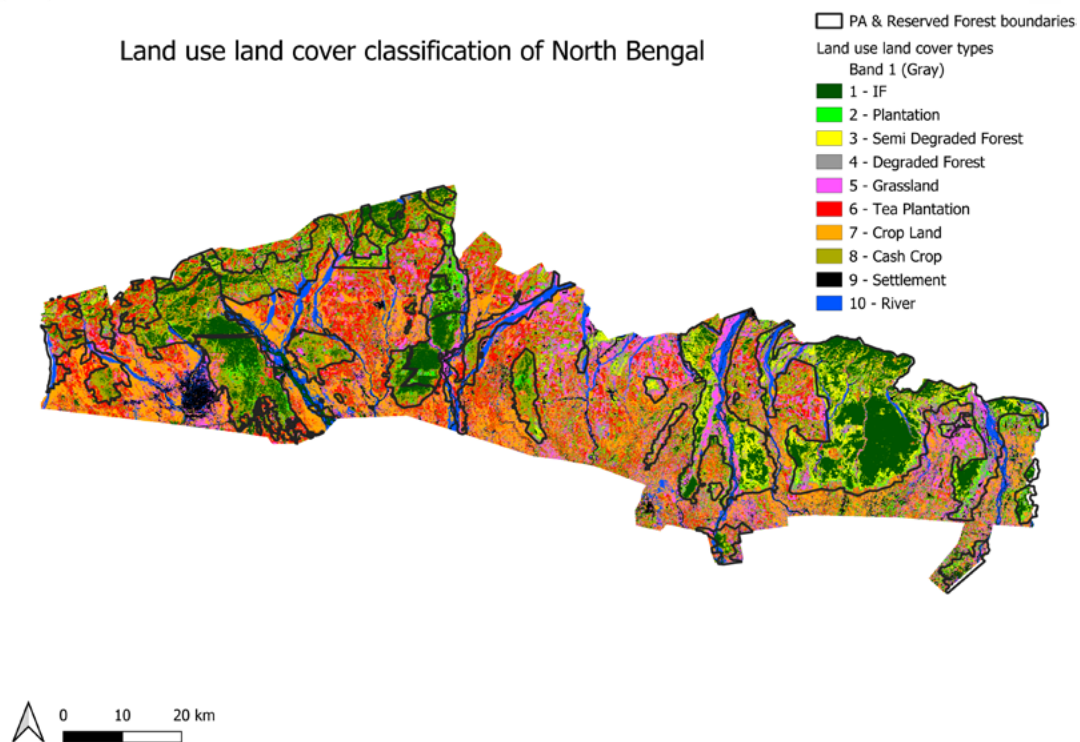 Land use land cover classification of North Bengal
PA & Reserved Forest boundaries
Land use land cover types
Band 1 (Gray)
1 - IF
2 - Plantation
3 - Semi Degraded Forest
4 - Degraded Forest
5 - Grassland
6 - Tea Plantation
7 - Crop Land
8 - Cash Crop
9 - Settlement
10 - River
0 10 20 km